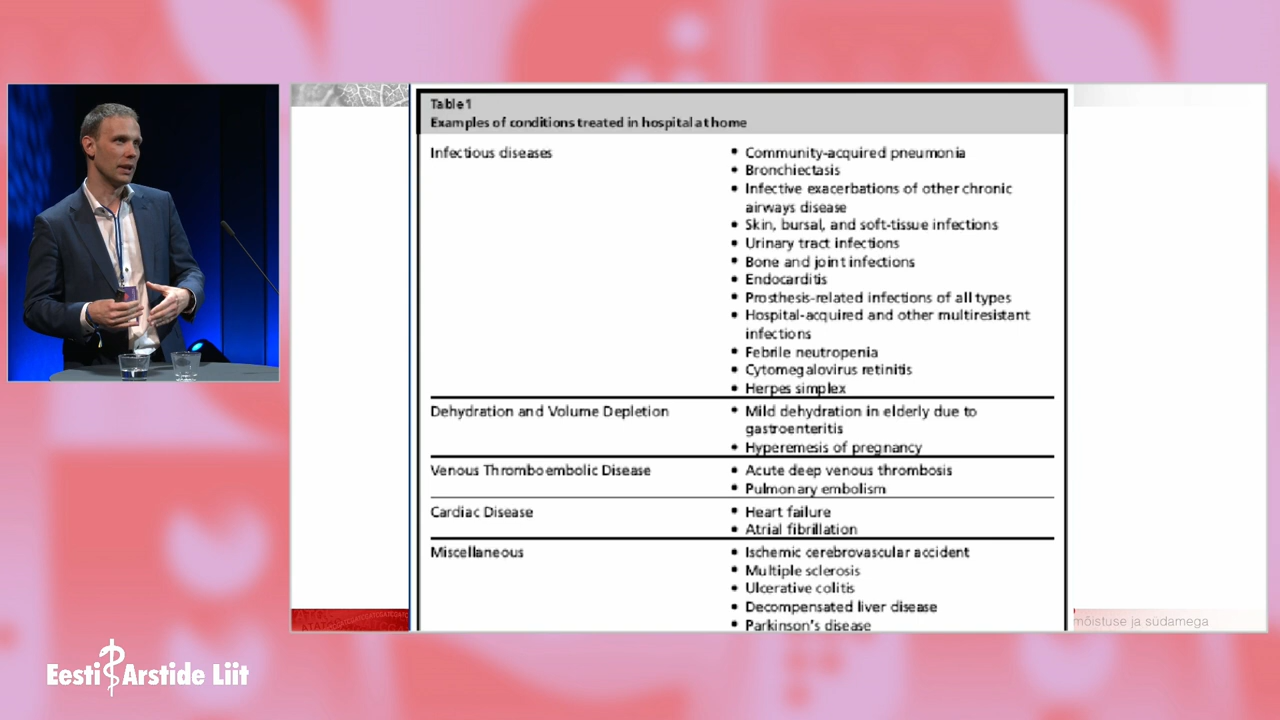 Table 1
Examples of conditions treated in hospital at home
Infectious diseases
• Community-acquired pneumonia
• Bronchiectasis
• Infective exacerbations of other chronic
airways disease
• Skin, bursal, and soft-tissue infections
• Urinary tract infections
• Bone and joint infections
• Endocarditis
• Prosthesis-related infections of all types
• Hospital-acquired and other multiresistant
infections
• Febrile neutropenia
• Cytomegalovirus retinitis
• Herpes simplex
Dehydration and Volume Depletion
• Mild dehydration in elderly due to
gastroenteritis
• Hyperemesis of pregnancy
Venous Thromboembolic Disease
• Acute deep venous thrombosis
• Pulmonary embolism
Cardiac Disease
• Heart failure
• Atrial fibrillation
Miscellaneous
• Ischemic cerebrovascular accident
• Multiple sclerosis
• Ulcerative colitis
• Decompensated liver disease
• Parkinson's disease
mõistuse ja südamega
Eesti Arstide Liit